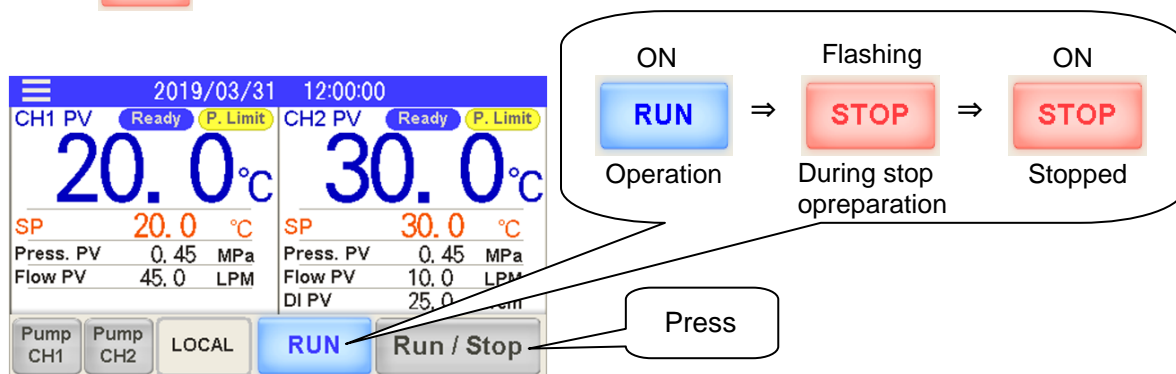 2019/03/31 12:00:00
CH1 PV Ready P. Limit
20. 0 °C
SP 20. 0 °C
Press. PV 0. 45 MPa
Flow PV 45. 0 LPM
CH2 PV Ready P. Limit
30. 0 °C
SP 30. 0 °C
Press. PV 0. 45 MPa
Flow PV 10. 0 LPM
DI PV 25. 0
Pump CH1
Pump CH2
LOCAL
RUN
Run / Stop
Press
ON
RUN
Operation
⇒
Flashing
STOP
During stop
opreparation
⇒
ON
STOP
Stopped